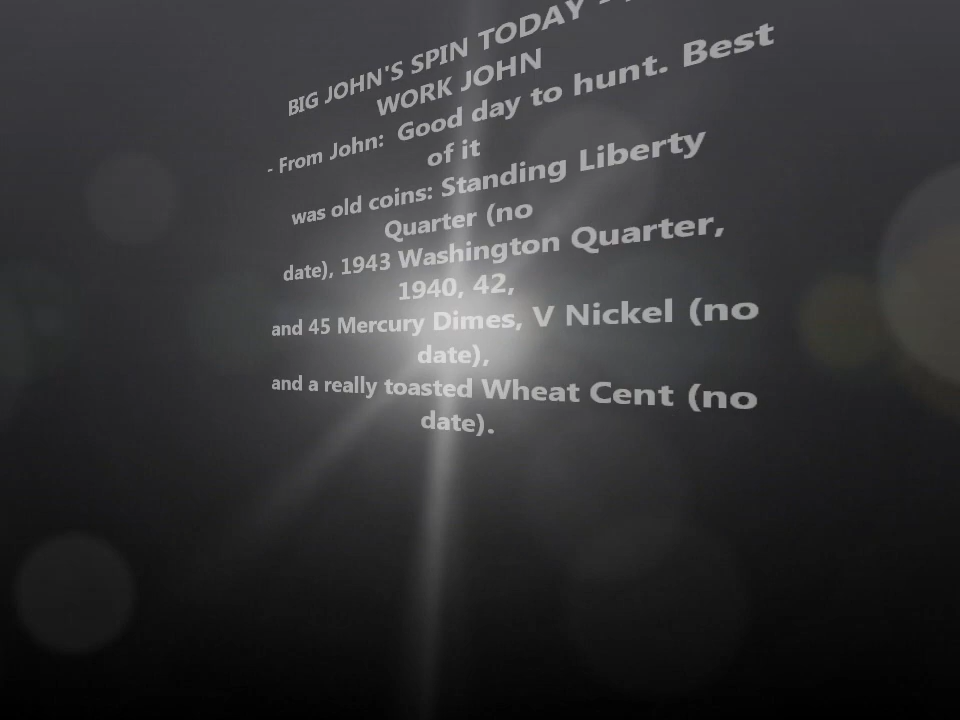 BIG JOHN'S SPIN TODAY -
WORK JOHN
- From John: Good day to hunt. Best
of it
was old coins: Standing Liberty
Quarter (no
date), 1943 Washington Quarter,
1940, 42,
and 45 Mercury Dimes, V Nickel (no
date),
and a really toasted Wheat Cent (no
date).